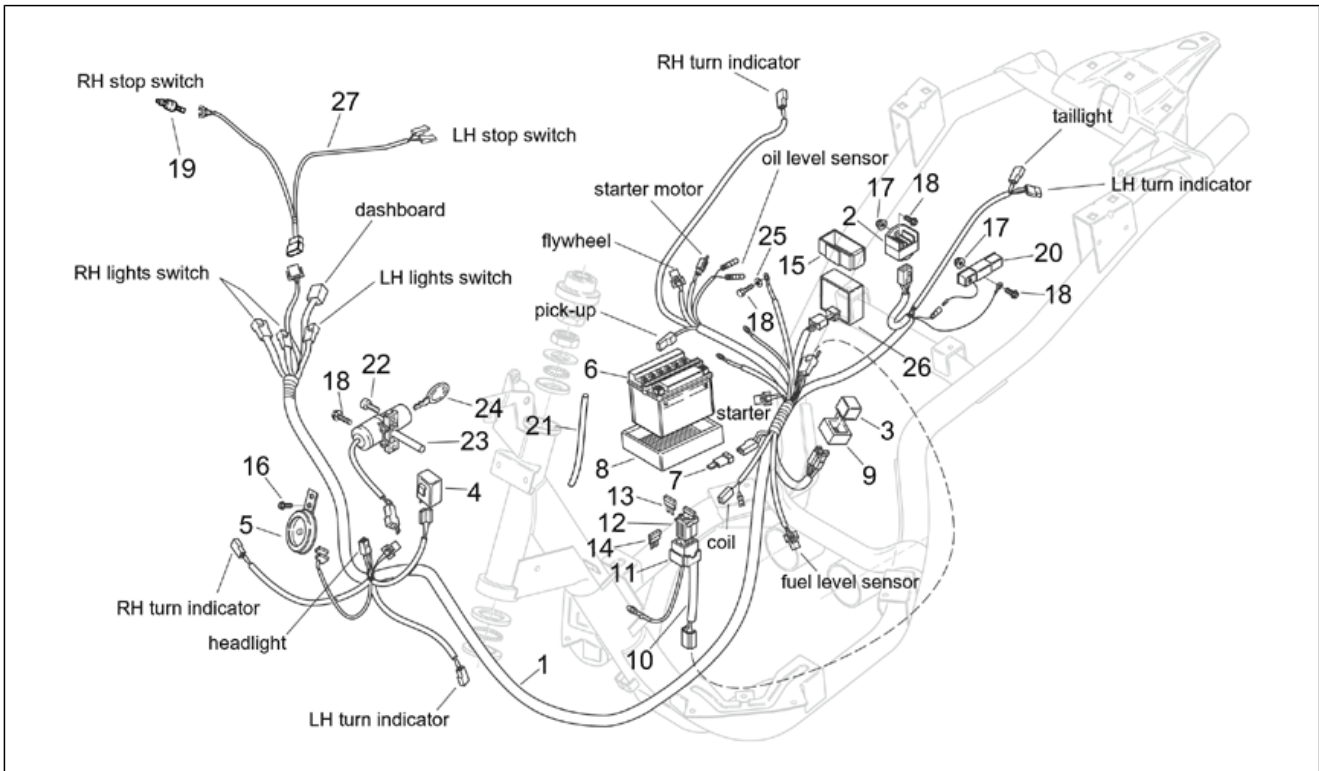 RH turn indicator
RH stop switch
27
taillight
LH stop switch
19
oil level sensor
18
LH turn indicator
17
starter motor
2
dashboard
17
flywheel
25
20
15
RH lights switch
LH lights switch
18
pick-up
18
6
26
22
18
24
starter
21
23
3
8
7
9
16
4
13
5
12
14
coil
11
fuel level sensor
RH turn indicator
headlight
10
1
LH turn indicator